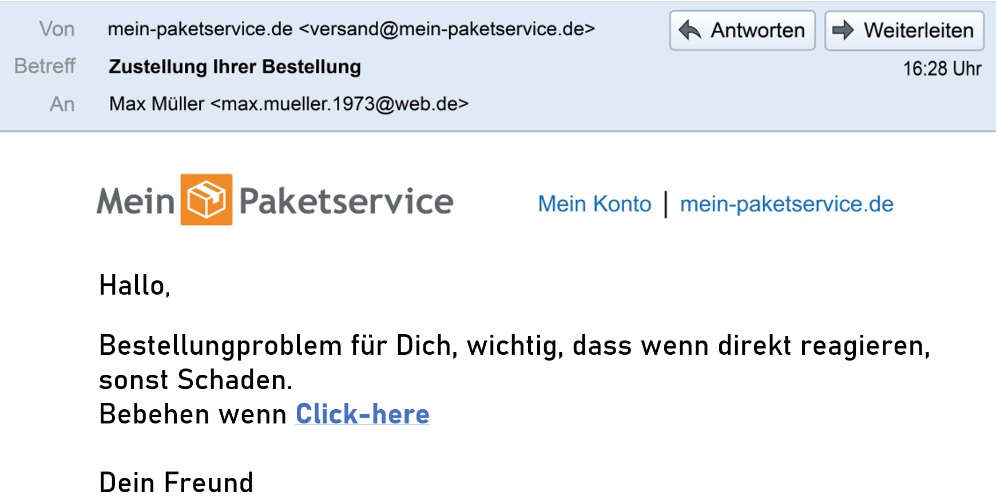 Von mein-paketservice.de <versand@mein-paketservice.de> Antworten Weiterleiten
Betreff Zustellung Ihrer Bestellung 16:28 Uhr
An Max Müller <max.mueller.1973@web.de>
Mein Paketservice Mein Konto | mein-paketservice.de
Hallo,
Bestellungproblem für Dich, wichtig, dass wenn direkt reagieren,
sonst Schaden.
Bebehen wenn Click-here
Dein Freund